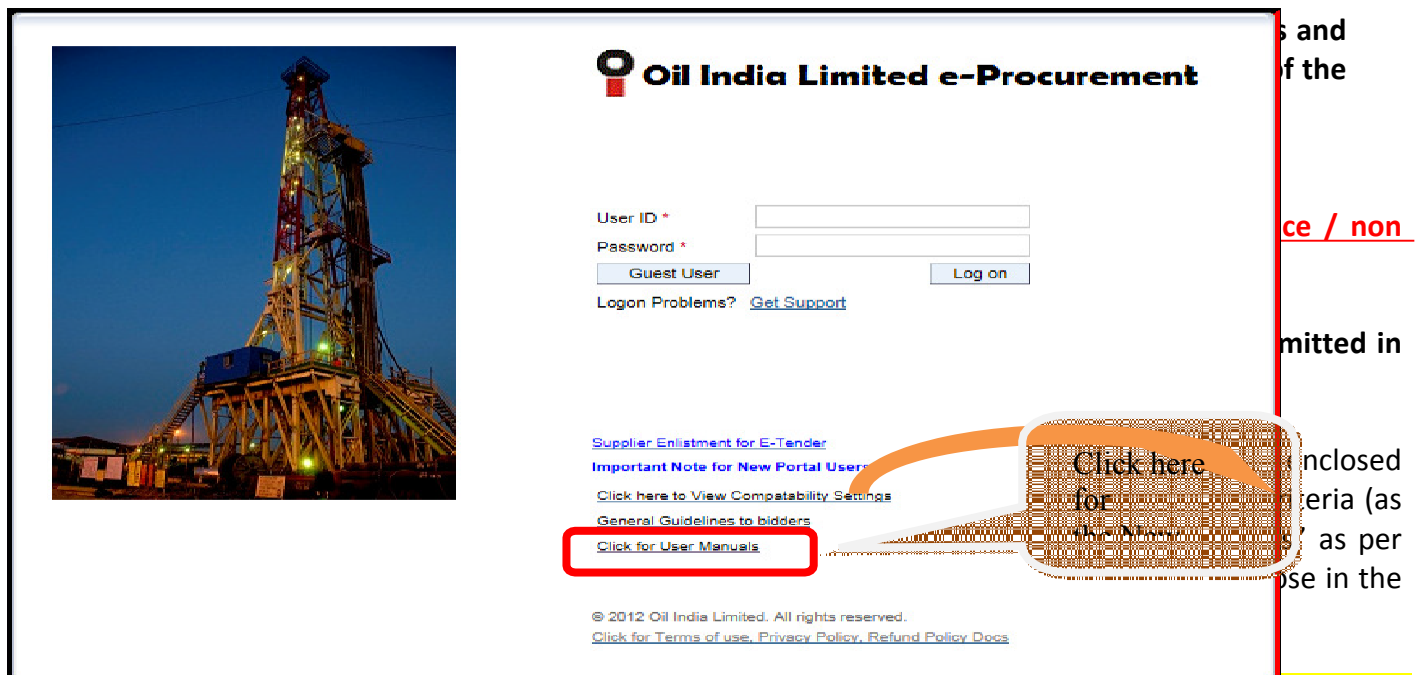 s and
Oil India Limited e-Procurement
of the
User ID *
ce / non
Password *
Guest User Log on
Logon Problems? Get Support
mitted in
Supplier Enlistment for E-Tender
Important Note for New Portal Users
Click here
nclosed
Click here to View Compatability Settings
for
teria (as
General Guidelines to bidders
Click for User Manuals
s” as per
ose in the
© 2012 Oil India Limited. All rights reserved.
Click for Terms of use, Privacy Policy, Refund Policy Docs